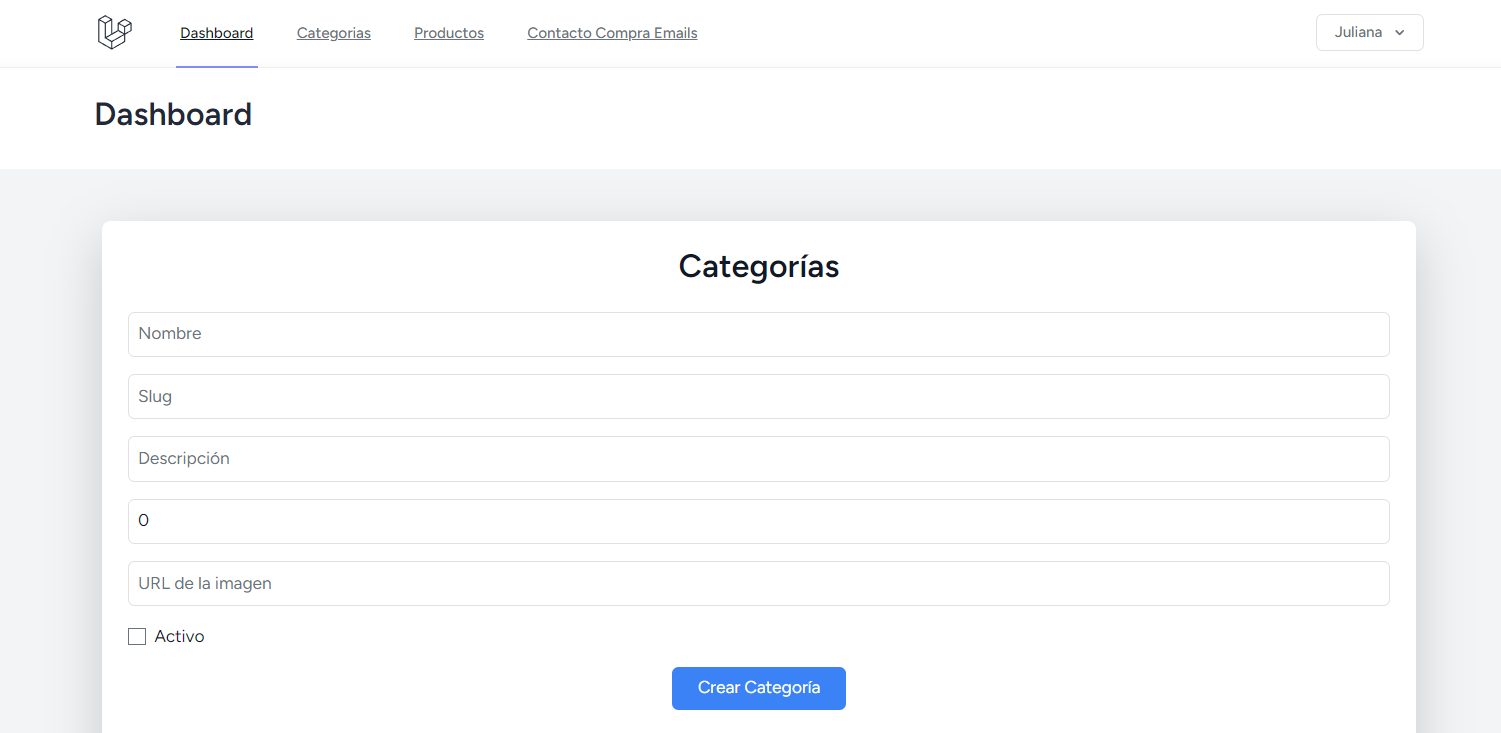 Dashboard Categorias Productos Contacto Compra Emails Juliana
Dashboard
Categorías
Nombre
Slug
Descripción
0
URL de la imagen
Activo
Crear Categoría